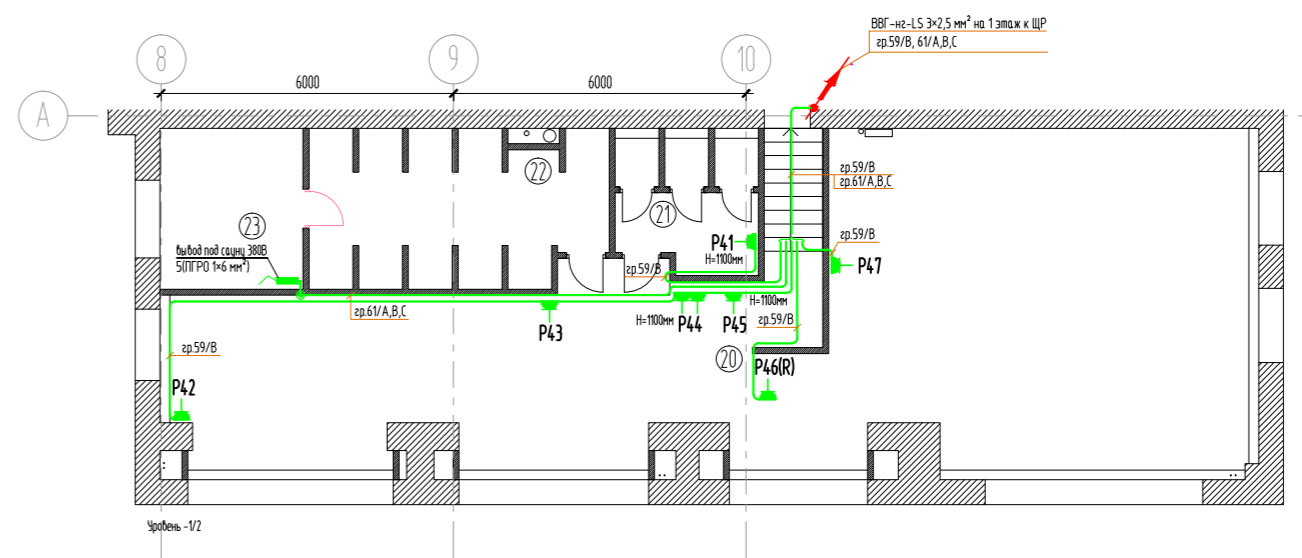 ВВГ-нг-LS 3×2,5 мм² на 1 этаж к ЩР
гр.59/В, 61/А,В,С
8
9
10
6000
6000
А
22
гр.59/В
гр.61/А,В,С
21
23
вывод под сауну 380В
5(ПГРО 1×6 мм²)
Р41
Н=1100мм
гр.59/В
гр.59/В
Р47
гр.61/А,В,С
Р43
Н=1100мм
Р44
Р45
Н=1100мм
гр.59/В
20
гр.59/В
Р42
Р46(R)
Уровень -1/2